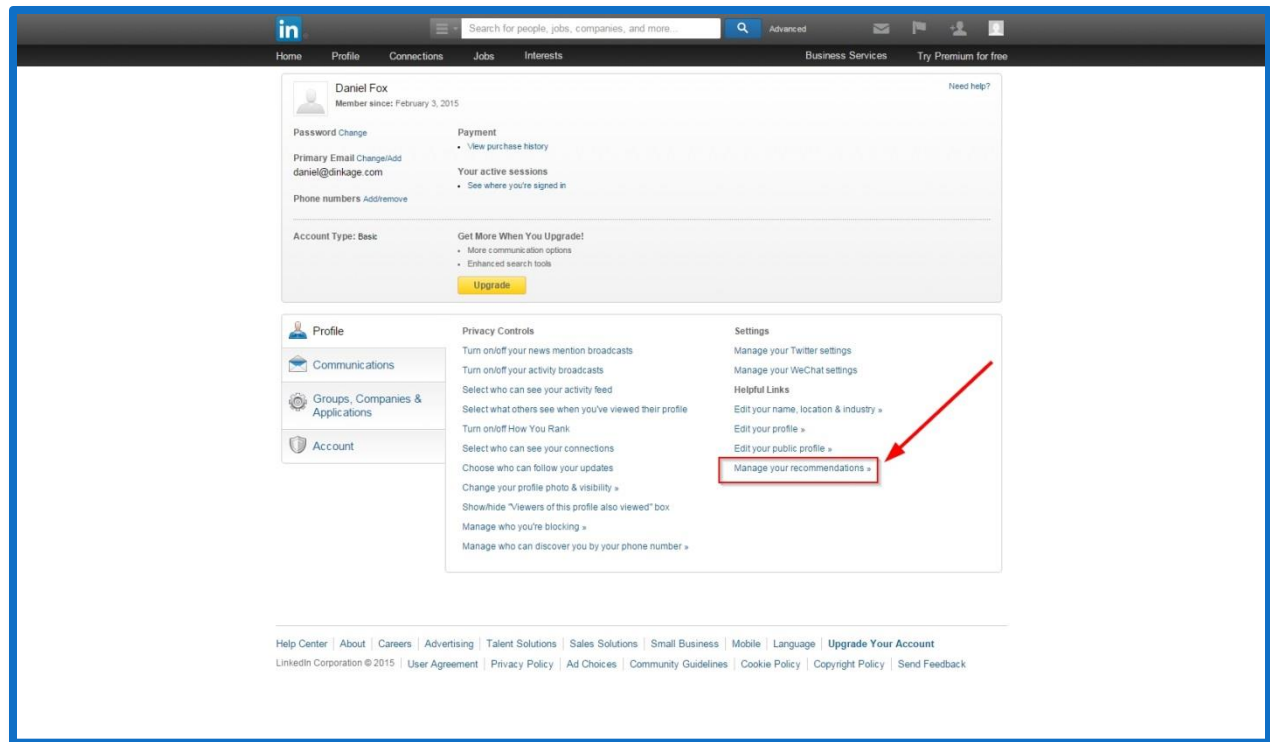 in
Search for people, jobs, companies, and more...
Advanced
Home Profile Connections Jobs Interests Business Services Try Premium for free
Daniel Fox
Member since: February 3, 2015
Need help?
Password Change
Primary Email Change/Add
daniel@dinkage.com
Phone numbers Add/remove
Payment
• View purchase history
Your active sessions
• See where you're signed in
Account Type: Basic
Get More When You Upgrade!
• More communication options
• Enhanced search tools
Upgrade
Profile
Communications
Groups, Companies &
Applications
Account
Privacy Controls
Turn on/off your news mention broadcasts
Turn on/off your activity broadcasts
Select who can see your activity feed
Select what others see when you've viewed their profile
Turn on/off How You Rank
Select who can see your connections
Choose who can follow your updates
Change your profile photo & visibility »
Show/hide "Viewers of this profile also viewed" box
Manage who you're blocking »
Manage who can discover you by your phone number »
Settings
Manage your Twitter settings
Manage your WeChat settings
Helpful Links
Edit your name, location & industry »
Edit your profile »
Edit your public profile »
Manage your recommendations »
Help Center | About | Careers | Advertising | Talent Solutions | Sales Solutions | Small Business | Mobile | Language | Upgrade Your Account
LinkedIn Corporation © 2015 | User Agreement | Privacy Policy | Ad Choices | Community Guidelines | Cookie Policy | Copyright Policy | Send Feedback